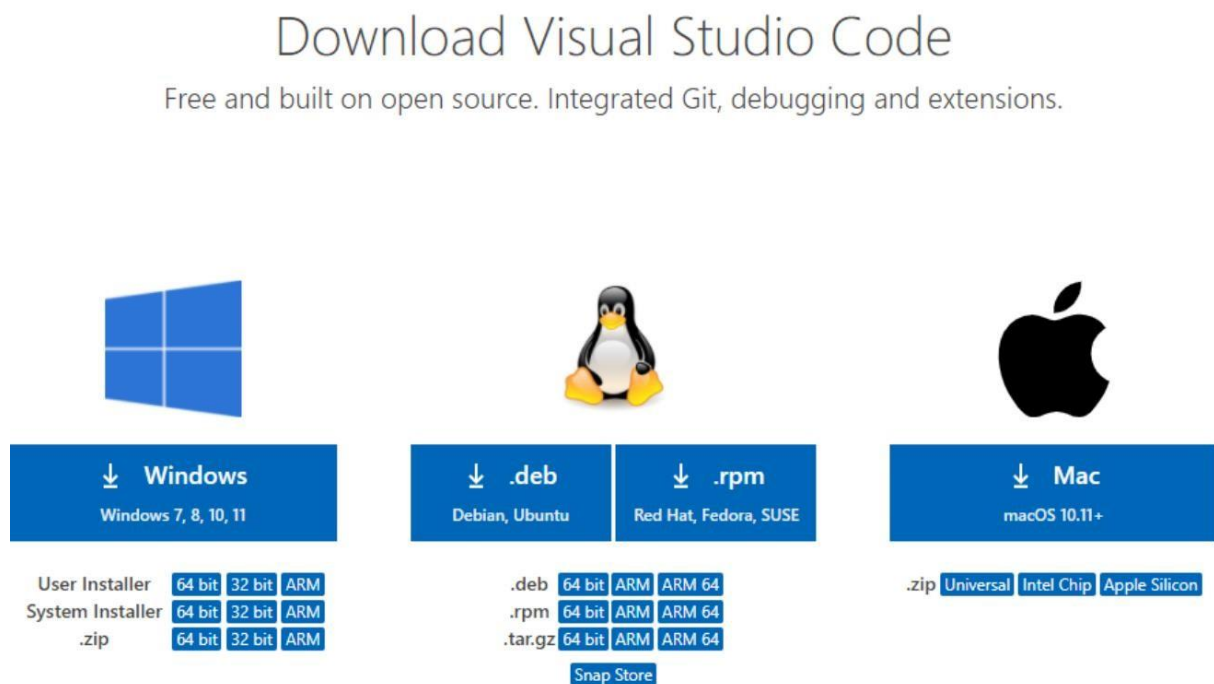 Download Visual Studio Code
Free and built on open source. Integrated Git, debugging and extensions.
Windows
Windows 7, 8, 10, 11
User Installer 64 bit 32 bit ARM
System Installer 64 bit 32 bit ARM
.zip 64 bit 32 bit ARM
.deb
Debian, Ubuntu
.rpm
Red Hat, Fedora, SUSE
.deb 64 bit ARM ARM 64
.rpm 64 bit ARM ARM 64
.tar.gz 64 bit ARM ARM 64
Snap Store
Mac
macOS 10.11+
.zip Universal Intel Chip Apple Silicon